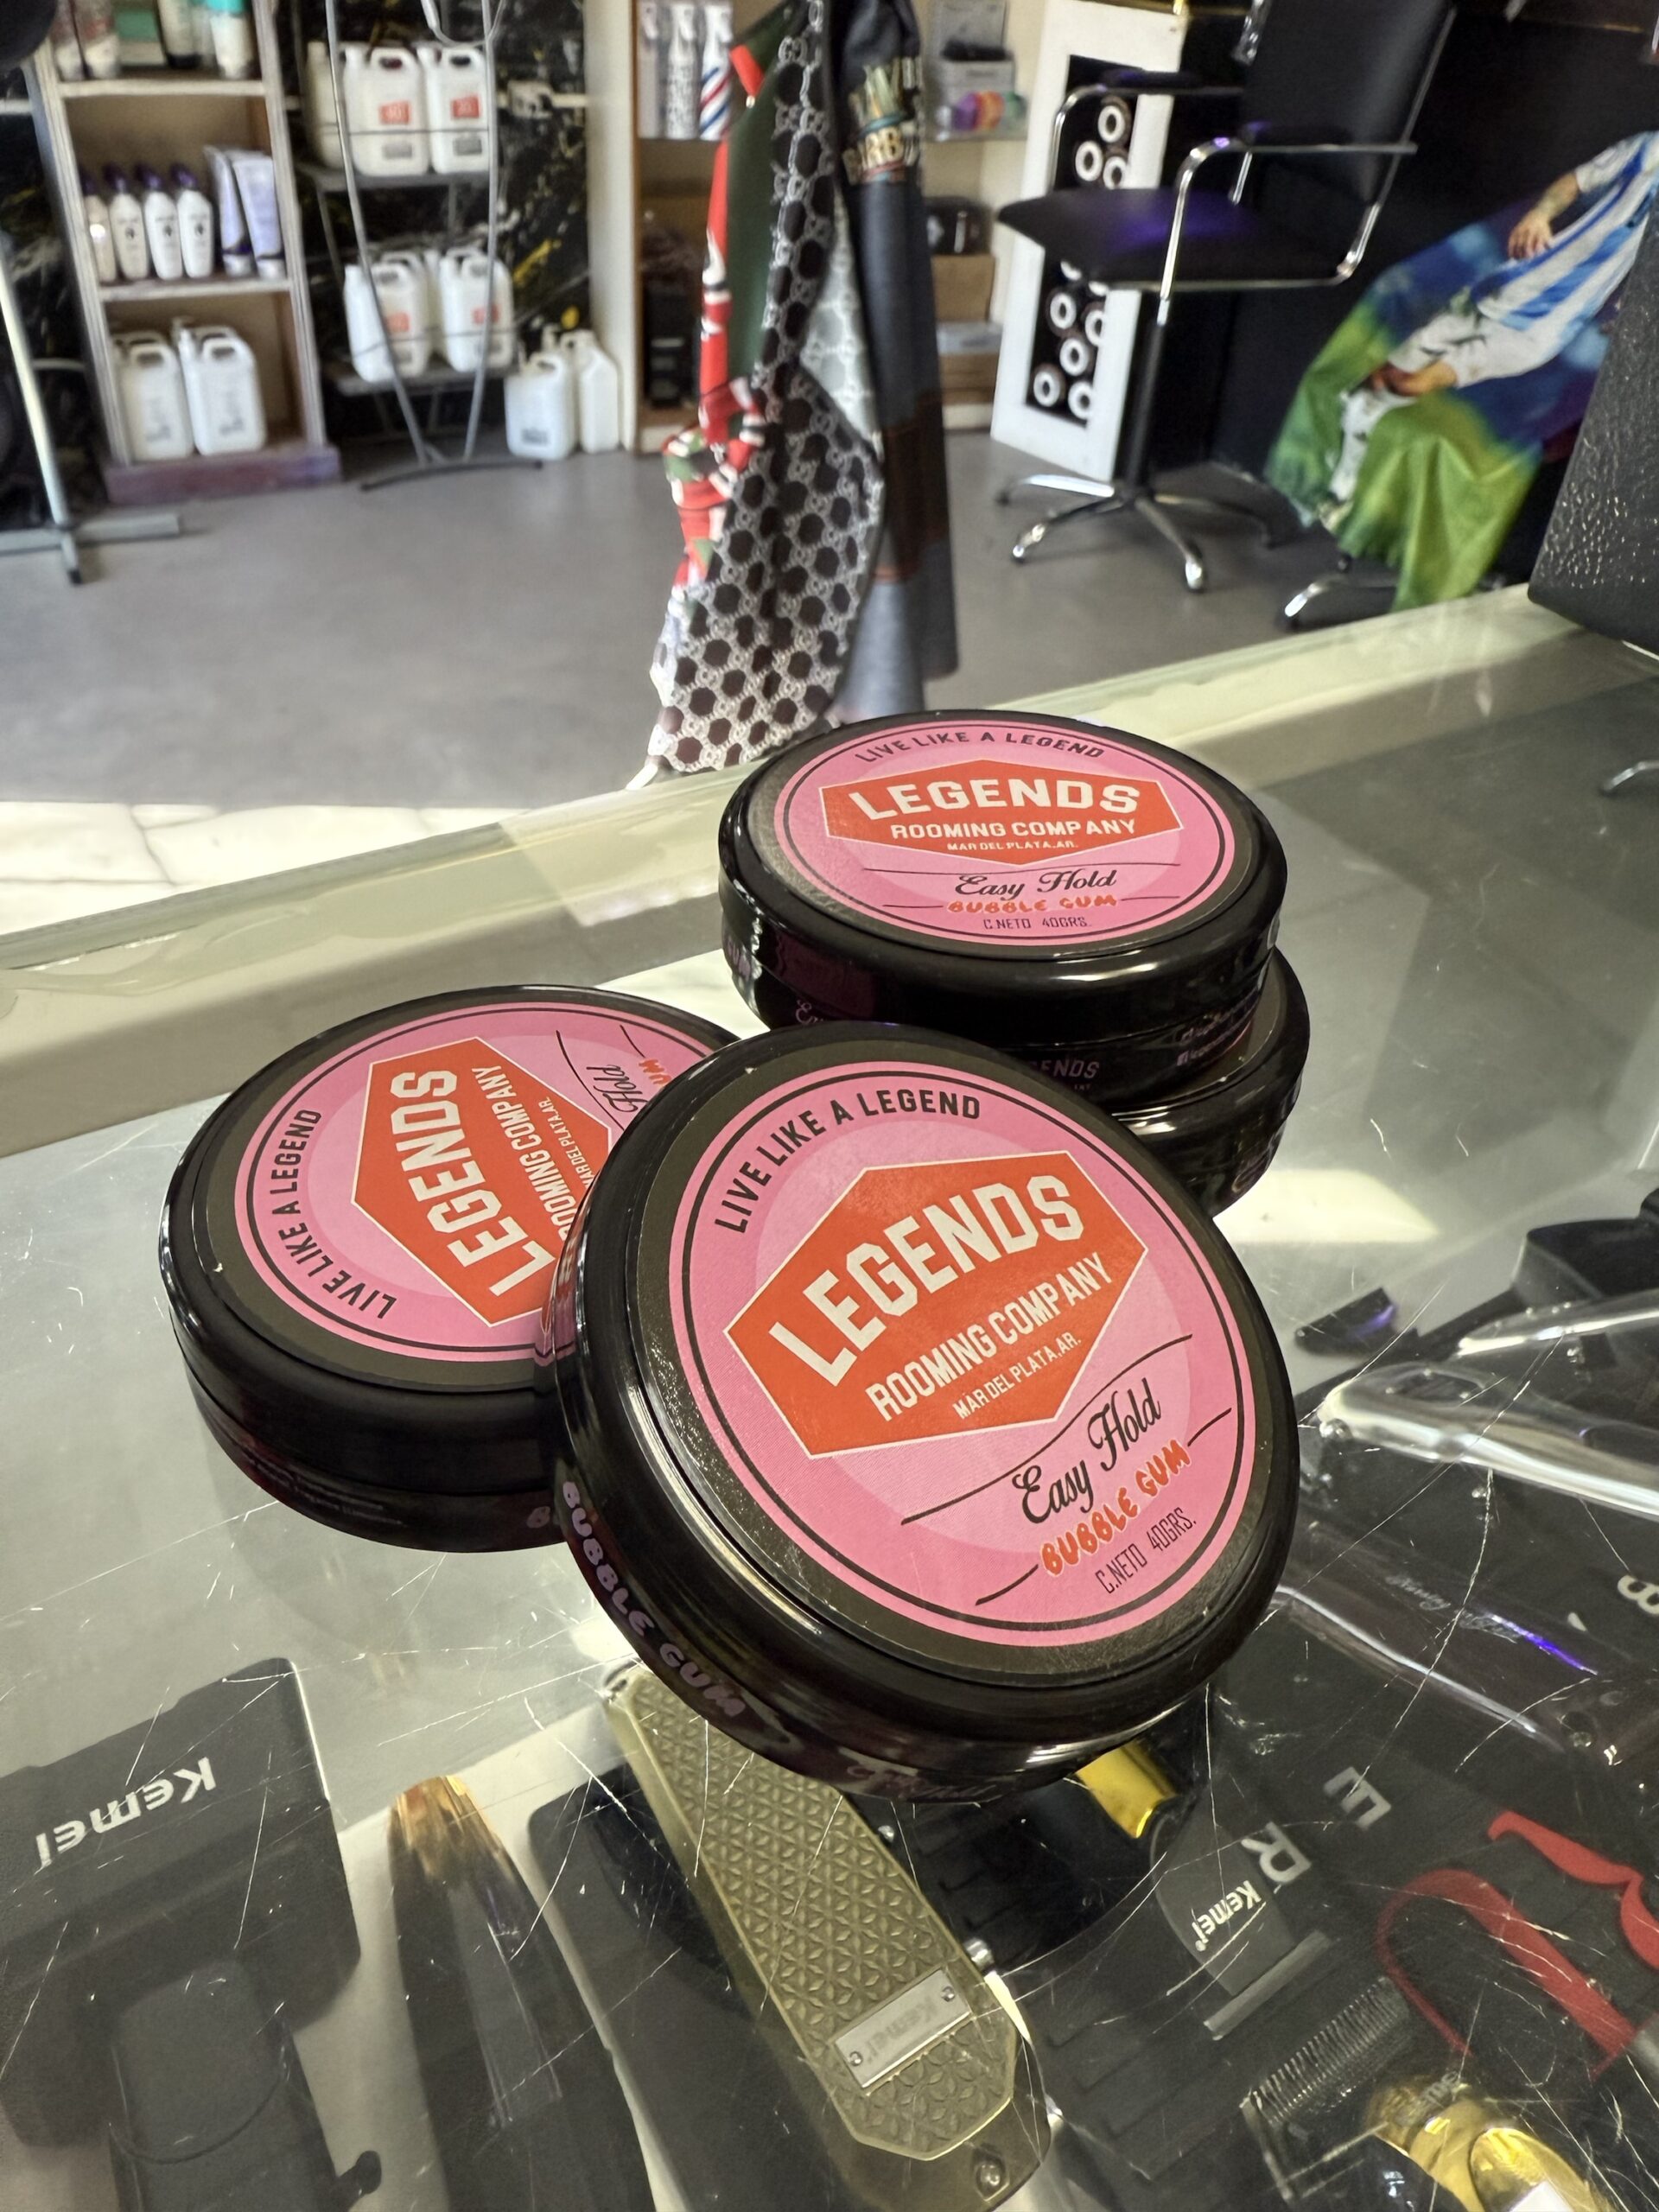 LIVE LIKE A LEGEND
LEGENDS
ROOMING COMPANY
MAR DEL PLATA.AR.
Easy Hold
BUBBLE GUM
C.NETO 40GRS.
LIVE LIKE A LEGEND
LEGENDS
ROOMING COMPANY
MAR DEL PLATA.AR.
Hold
UM
LIVE LIKE A LEGEND
LEGENDS
ROOMING COMPANY
MAR DEL PLATA.AR.
Easy Hold
BUBBLE GUM
C.NETO 40GRS.
BUBBLE GUM
GUM
ENDS
Kemei
Kemei
Kemei
B
E
R